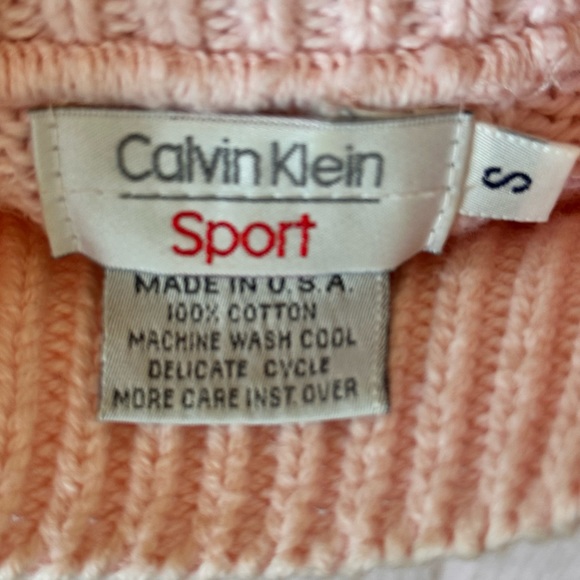 Calvin Klein
Sport
S
MADE IN U.S.A.
100% COTTON
MACHINE WASH COOL
DELICATE CYCLE
MORE CARE INST. OVER